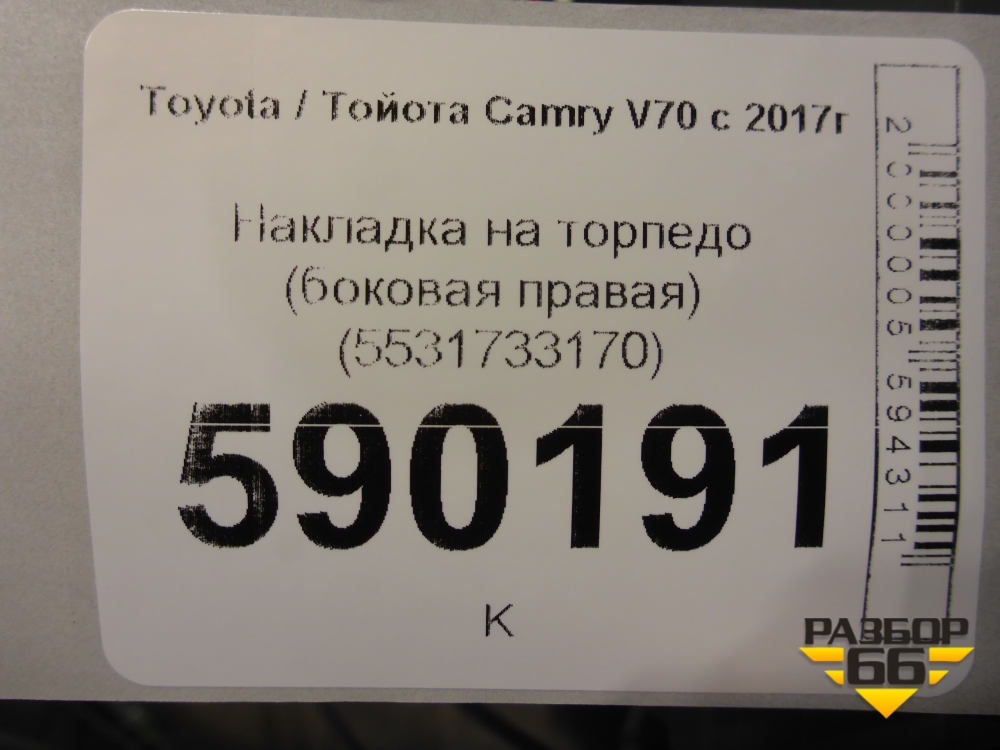 Toyota / Тойота Camry V70 с 2017г
Накладка на торпедо
(боковая правая)
(5531733170)
590191
К
2000005594311
РАЗБОР
66